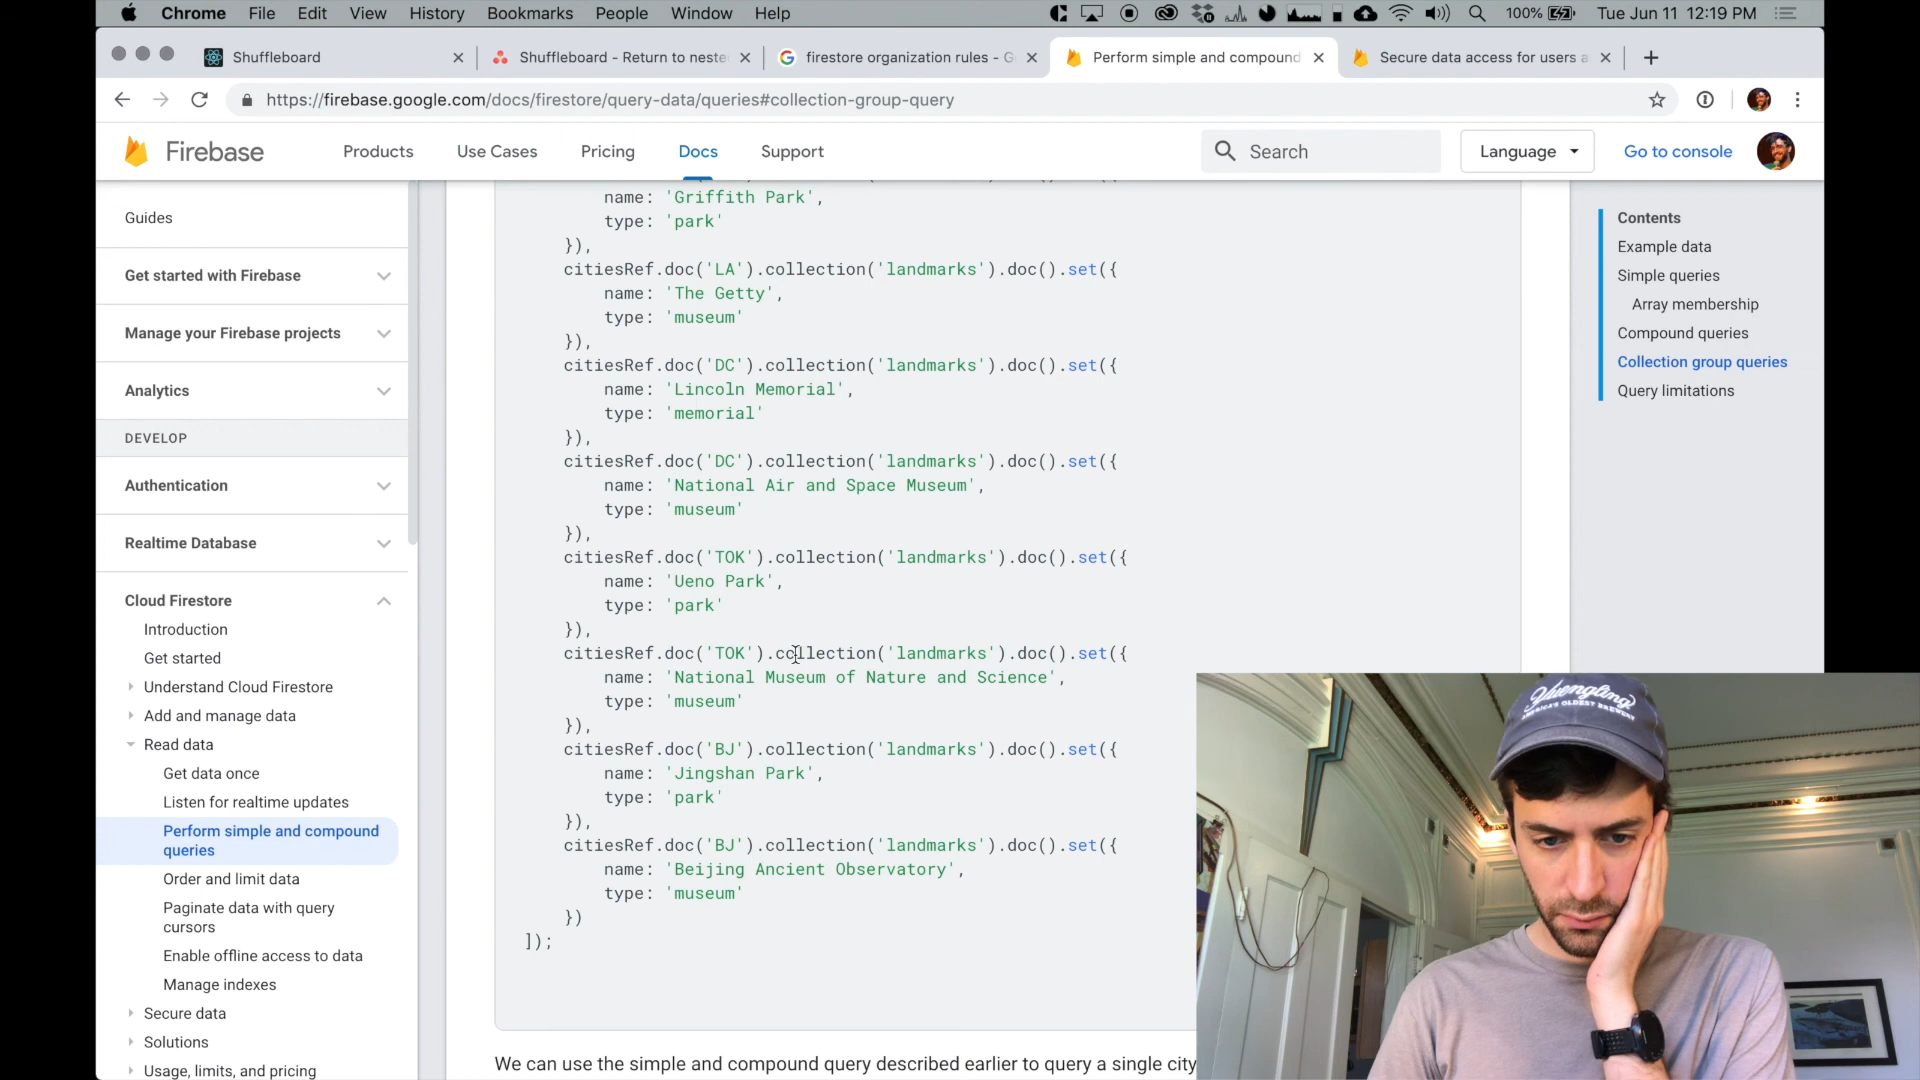 Chrome File Edit View History Bookmarks People Window Help 100% Tue Jun 11 12:19 PM
Shuffleboard
Shuffleboard - Return to neste
firestore organization rules - G
Perform simple and compound
Secure data access for users a
https://firebase.google.com/docs/firestore/query-data/queries#collection-group-query
Firebase Products Use Cases Pricing Docs Support Search Language Go to console
Guides
Get started with Firebase
Manage your Firebase projects
Analytics
DEVELOP
Authentication
Realtime Database
Cloud Firestore
Introduction
Get started
Understand Cloud Firestore
Add and manage data
Read data
Get data once
Listen for realtime updates
Perform simple and compound
queries
Order and limit data
Paginate data with query
cursors
Enable offline access to data
Manage indexes
Secure data
Solutions
Usage, limits, and pricing
name: 'Griffith Park',
type: 'park'
}),
citiesRef.doc('LA').collection('landmarks').doc().set({
name: 'The Getty',
type: 'museum'
}),
citiesRef.doc('DC').collection('landmarks').doc().set({
name: 'Lincoln Memorial',
type: 'memorial'
}),
citiesRef.doc('DC').collection('landmarks').doc().set({
name: 'National Air and Space Museum',
type: 'museum'
}),
citiesRef.doc('TOK').collection('landmarks').doc().set({
name: 'Ueno Park',
type: 'park'
}),
citiesRef.doc('TOK').collection('landmarks').doc().set({
name: 'National Museum of Nature and Science',
type: 'museum'
}),
citiesRef.doc('BJ').collection('landmarks').doc().set({
name: 'Jingshan Park',
type: 'park'
}),
citiesRef.doc('BJ').collection('landmarks').doc().set({
name: 'Beijing Ancient Observatory',
type: 'museum'
})
]);
We can use the simple and compound query described earlier to query a single city
Contents
Example data
Simple queries
Array membership
Compound queries
Collection group queries
Query limitations
Yuengling
AMERICA'S OLDEST BREWERY